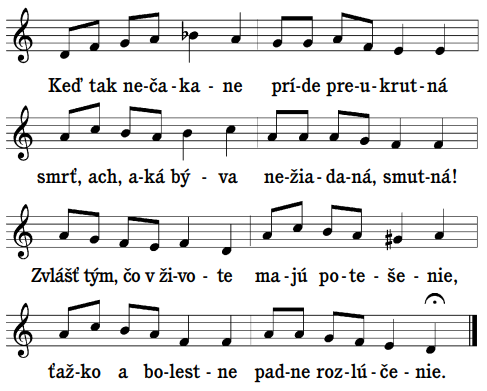 Keď tak ne-ča-ka-ne prí-de pre-u-krut-ná
smrť, ach, a-ká bý-va ne-žia-da-ná, smut-ná!
Zvlášť tým, čo v ži-vo-te ma-jú po-te-še-nie,
ťaž-ko a bo-lest-ne pad-ne roz-lú-če-nie.